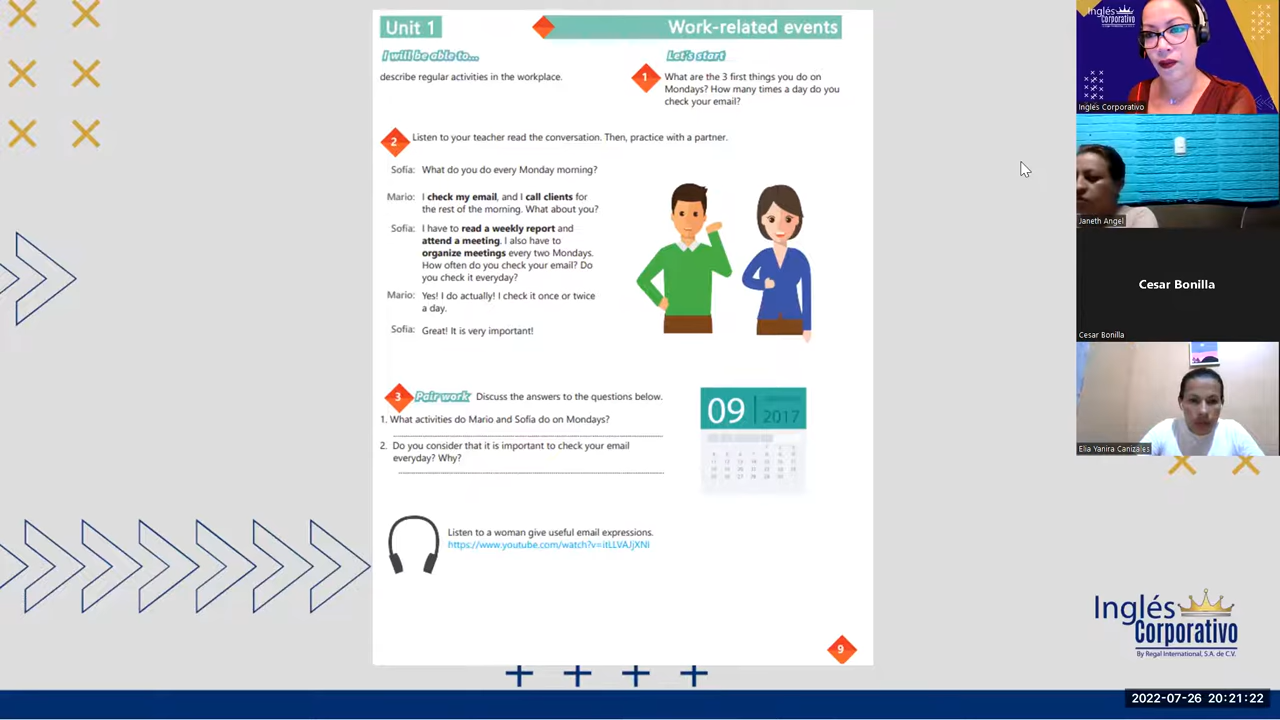 Unit 1
Work-related events
I will be able to...
Let's start
describe regular activities in the workplace.
1
What are the 3 first things you do on
Mondays? How many times a day do you
check your email?
2
Listen to your teacher read the conversation. Then, practice with a partner.
Sofía: What do you do every Monday morning?
Mario: I check my email, and I call clients for
the rest of the morning. What about you?
Sofía: I have to read a weekly report and
attend a meeting. I also have to
organize meetings every two Mondays.
How often do you check your email? Do
you check it everyday?
Mario: Yes! I do actually! I check it once or twice
a day.
Sofía: Great! It is very important!
3
Pair work Discuss the answers to the questions below.
1. What activities do Mario and Sofía do on Mondays?
2. Do you consider that it is important to check your email
everyday? Why?
09
2017
Listen to a woman give useful email expressions.
https://www.youtube.com/watch?v=itLLVAJjXNI
9
Inglés
Corporativo
Inglés Corporativo
Janeth Angel
Cesar Bonilla
Cesar Bonilla
Elia Yanira Canizales
Inglés
Corporativo
By Regal International, S.A. de C.V.
2022-07-26 20:21:22